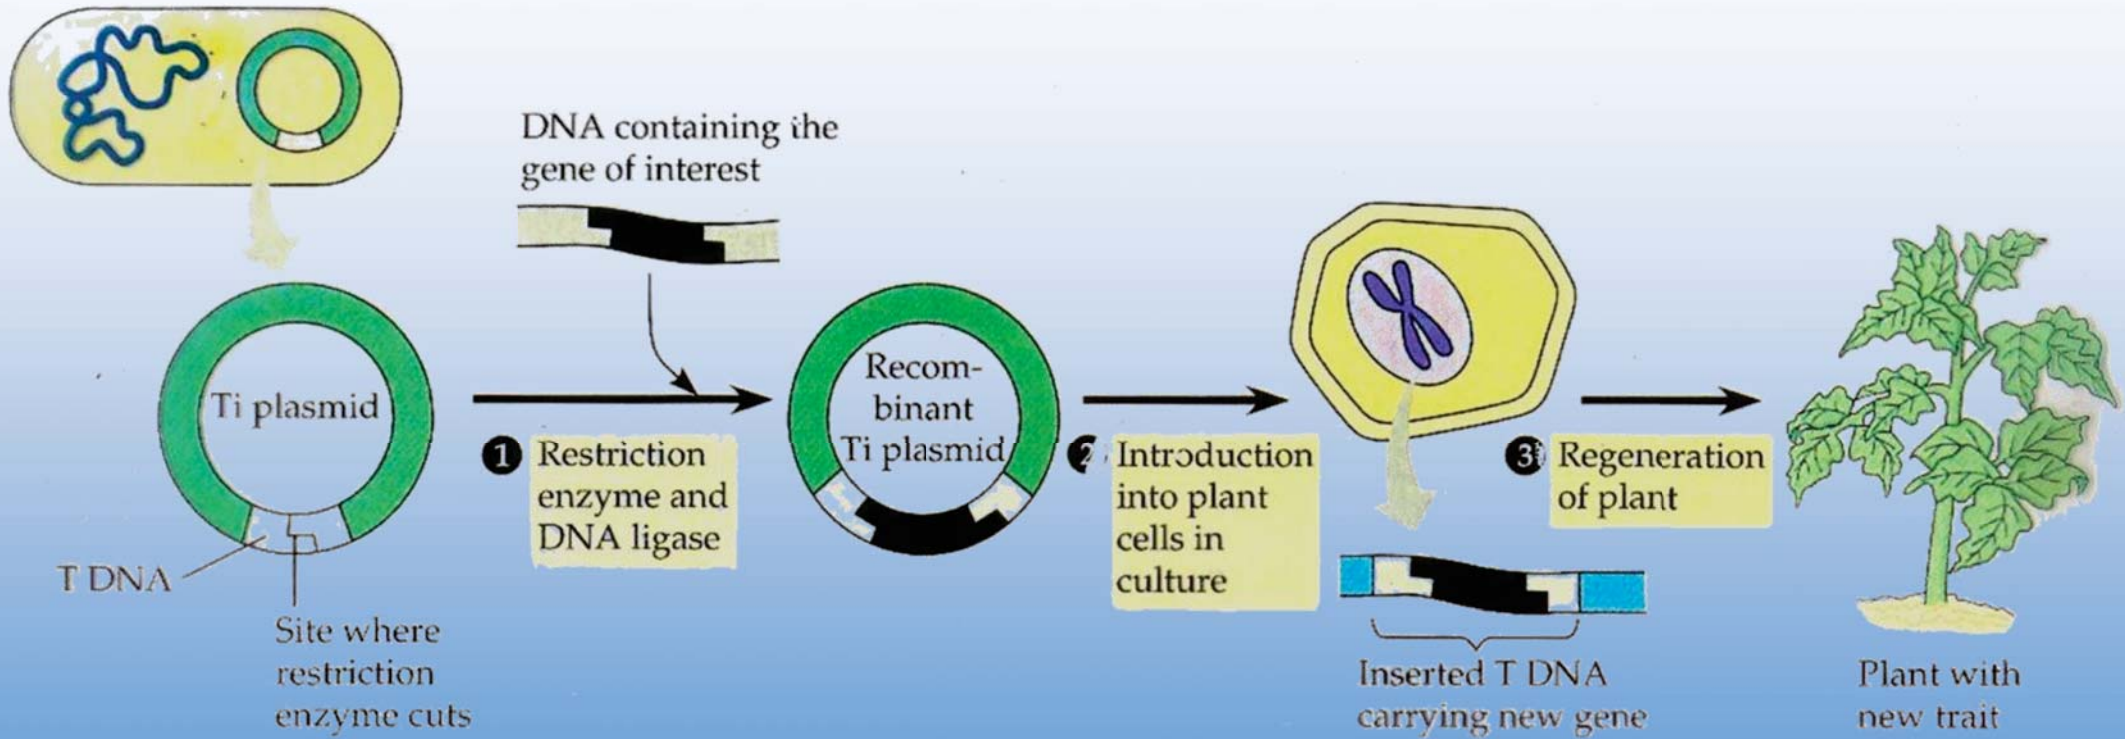 DNA containing the
gene of interest
Ti plasmid
T DNA
Site where
restriction
enzyme cuts
1 Restriction
enzyme and
DNA ligase
Recom-
binant
Ti plasmid
2 Introduction
into plant
cells in
culture
Inserted T DNA
carrying new gene
3 Regeneration
of plant
Plant with
new trait